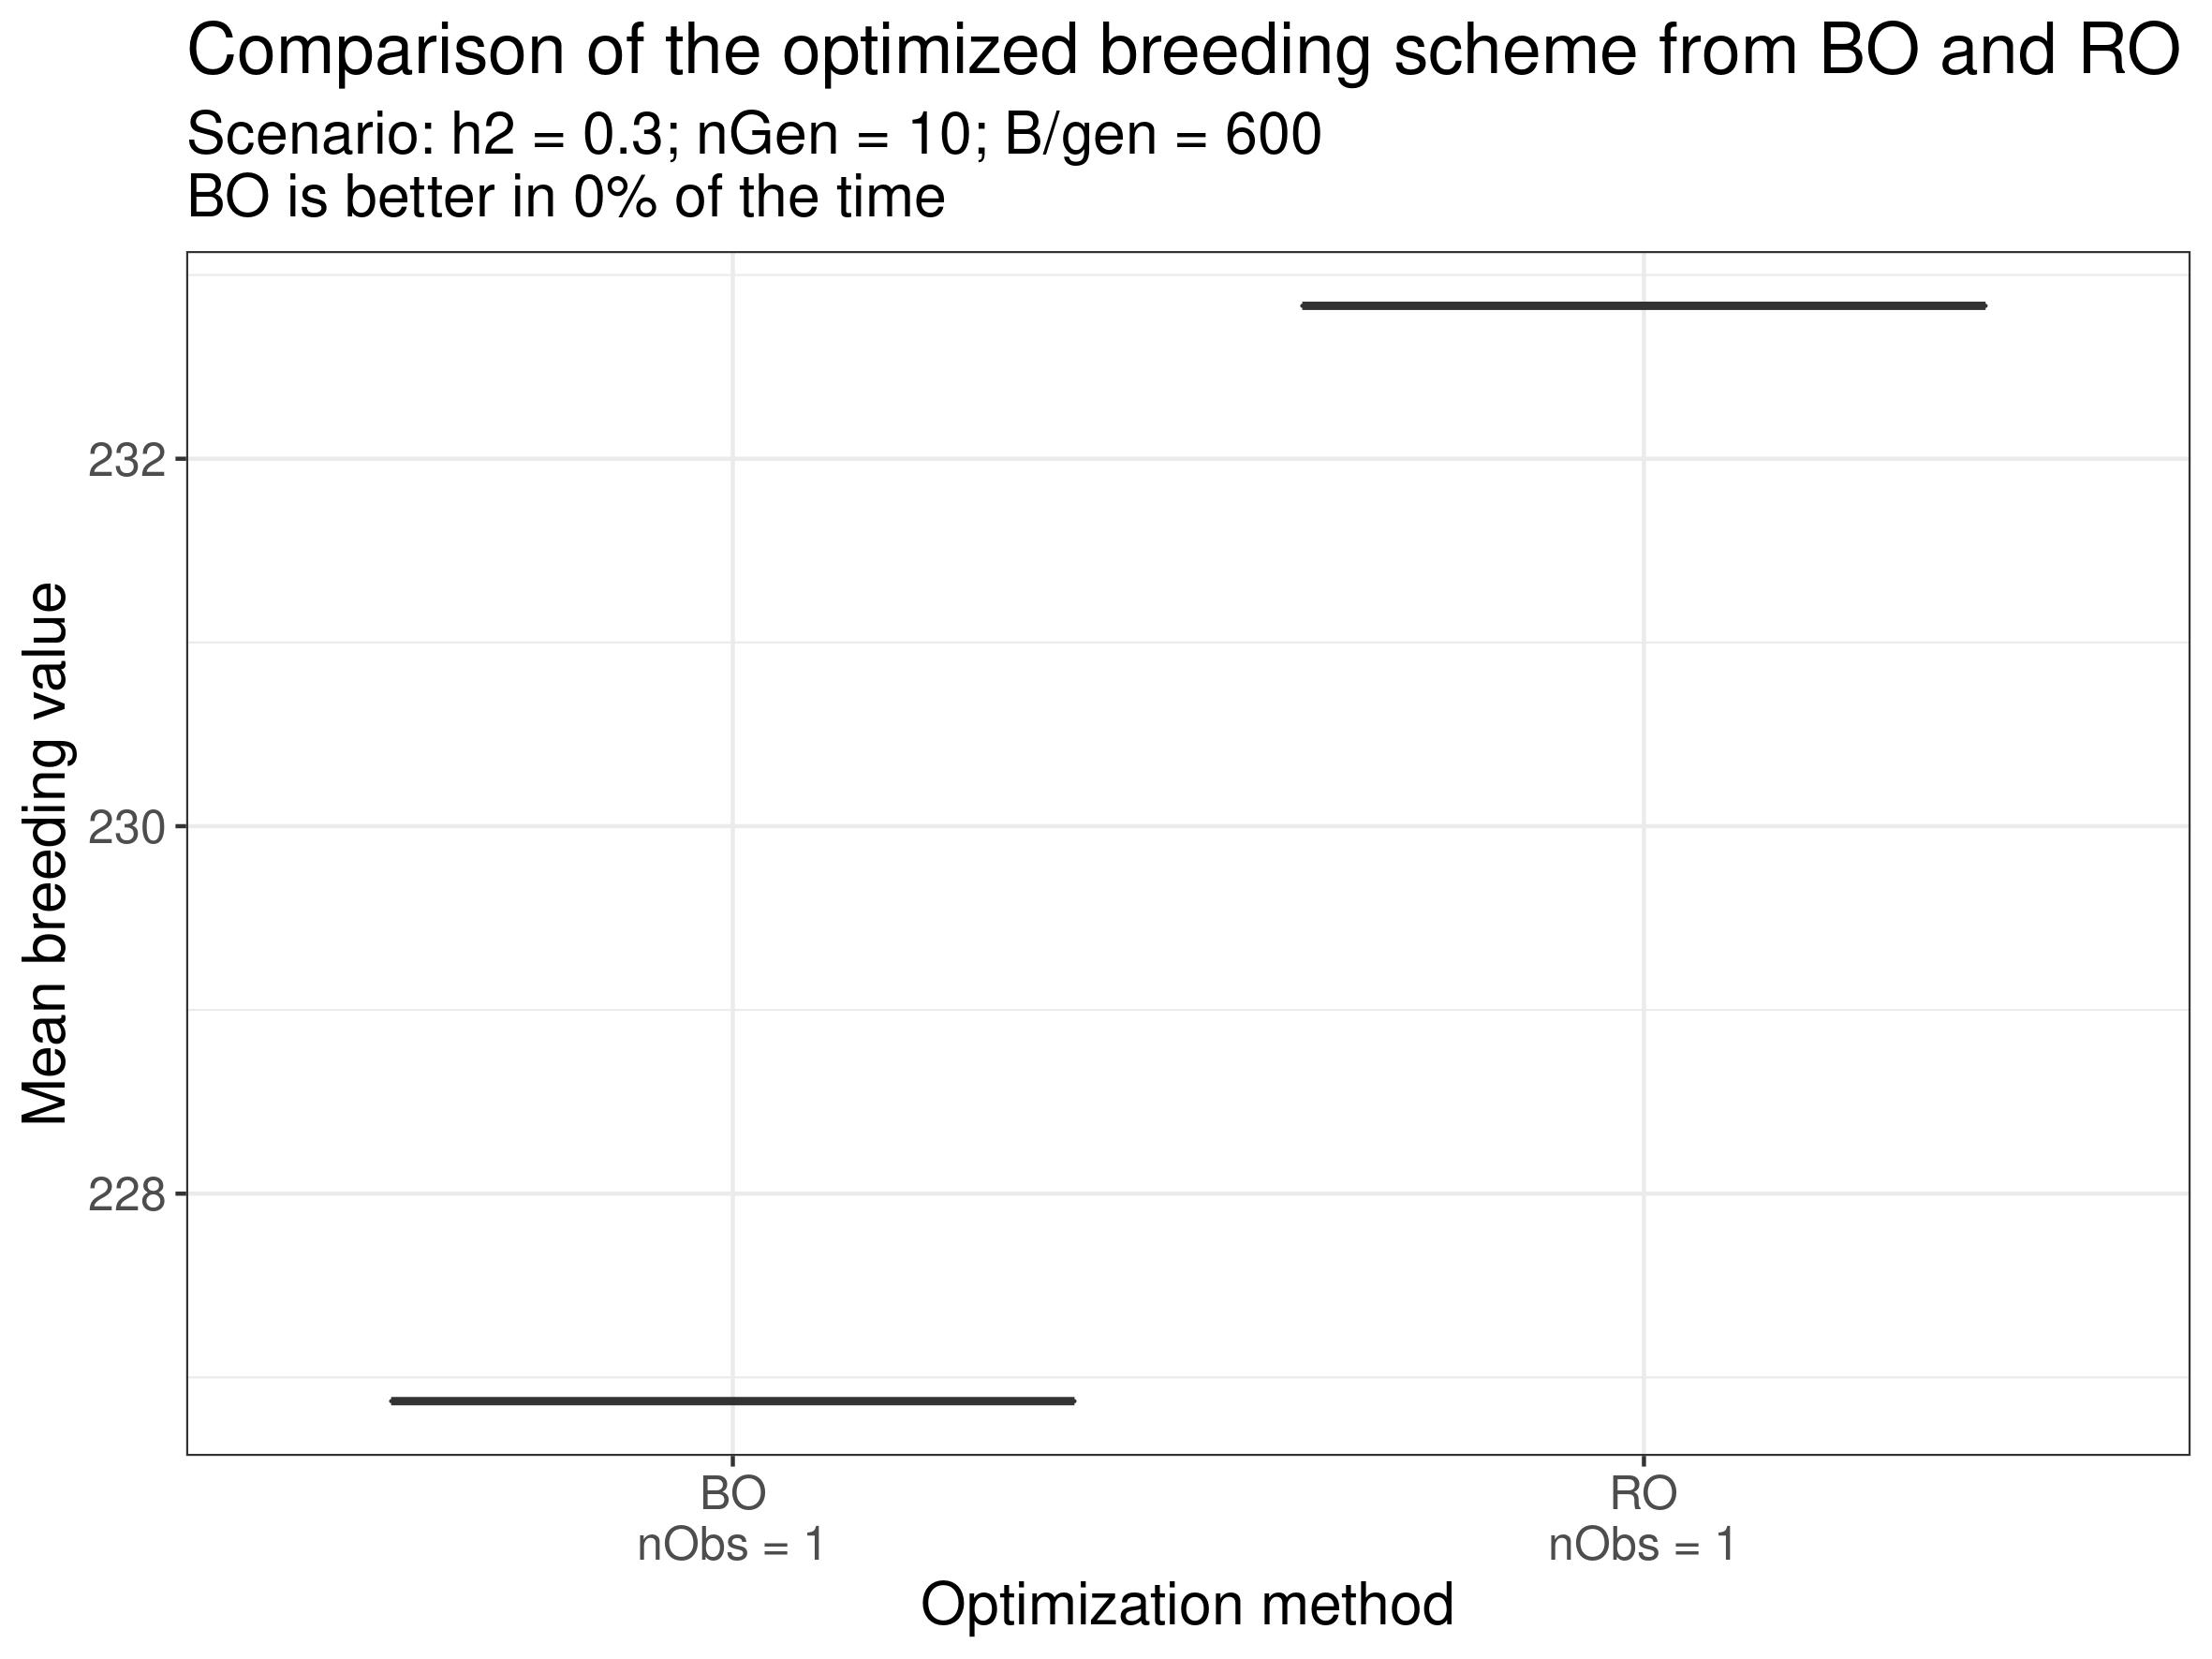 Comparison of the optimized breeding scheme from BO and RO
Scenario: h2 = 0.3; nGen = 10; B/gen = 600
BO is better in 0% of the time
Mean breeding value
232
230
228
BO
nObs = 1
RO
nObs = 1
Optimization method